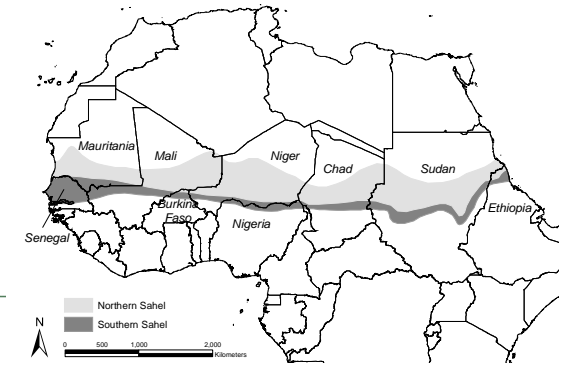 Mauritania
Mali
Niger
Chad
Sudan
Burkina
Faso
Nigeria
Ethiopia
Senegal
Northern Sahel
Southern Sahel
N
0 500 1,000 2,000
Kilometers